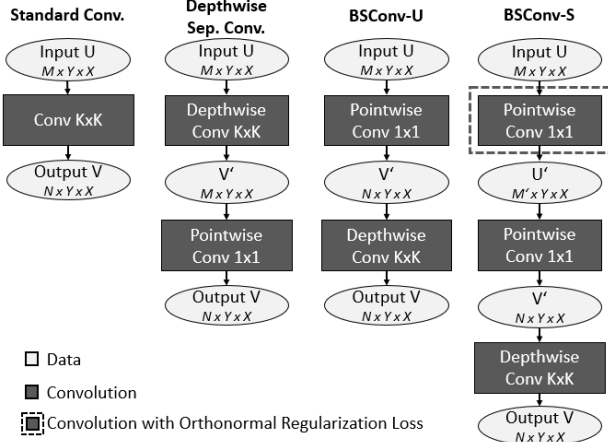 Standard Conv.
Input U
M x Y x X
Conv KxK
Output V
N x Y x X
Depthwise
Sep. Conv.
Input U
M x Y x X
Depthwise
Conv KxK
V'
M x Y x X
Pointwise
Conv 1x1
Output V
N x Y x X
BSConv-U
Input U
M x Y x X
Pointwise
Conv 1x1
V'
N x Y x X
Depthwise
Conv KxK
Output V
N x Y x X
BSConv-S
Input U
M x Y x X
Pointwise
Conv 1x1
U'
M' x Y x X
Pointwise
Conv 1x1
V'
N x Y x X
Depthwise
Conv KxK
Output V
N x Y x X
Data
Convolution
Convolution with Orthonormal Regularization Loss